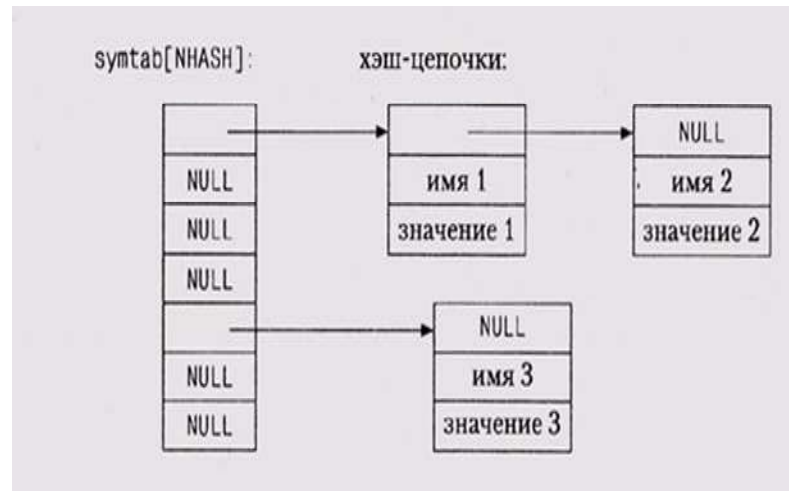 symtab[NHASH]: хэш-цепочки:
NULL
NULL имя 1 имя 2
NULL значение 1 значение 2
NULL
NULL
NULL имя 3
NULL значение 3